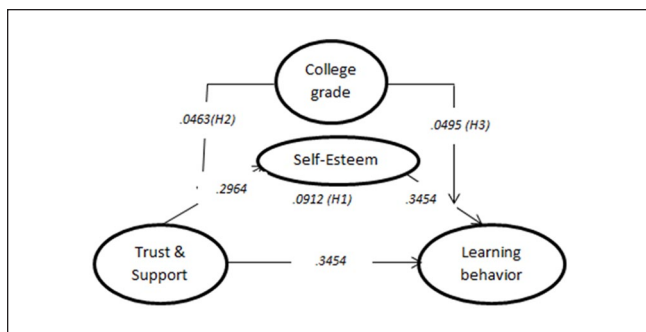 College
grade
.0463(H2)
.0495 (H3)
Self-Esteem
.2964
.0912 (H1)
.3454
Trust &
Support
.3454
Learning
behavior